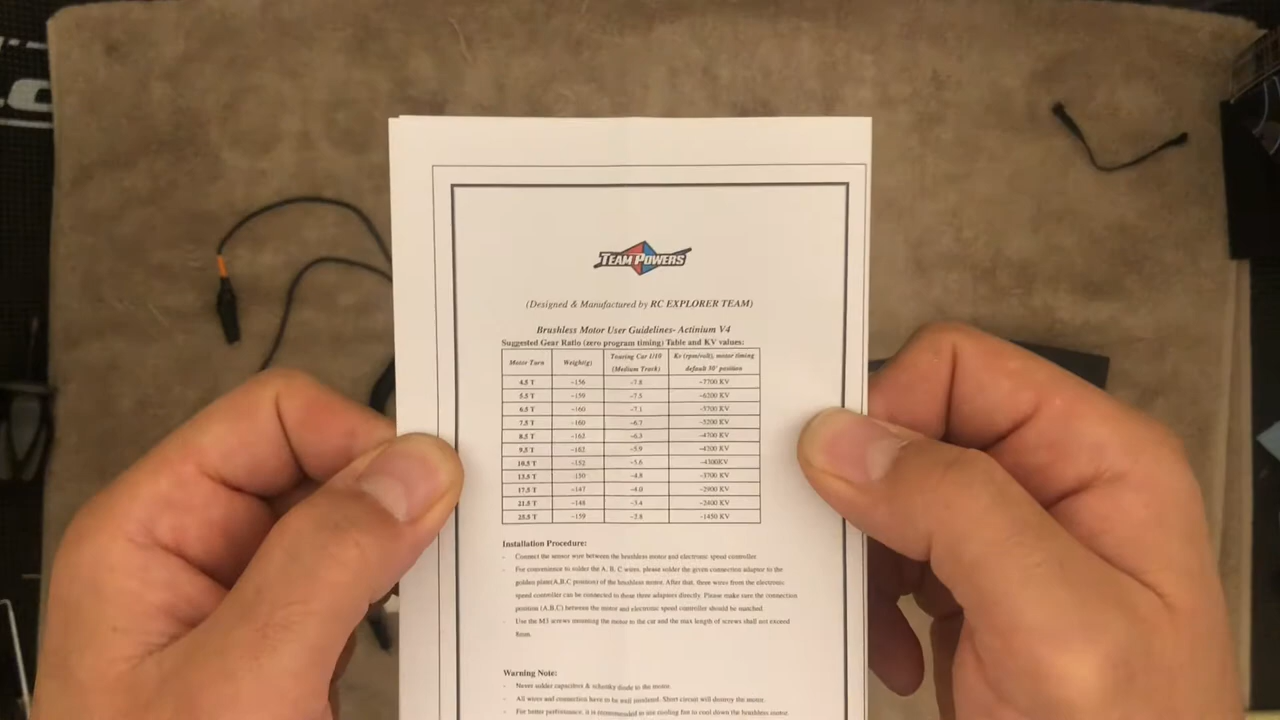 TEAM POWERS
(Designed & Manufactured by RC EXPLORER TEAM)
Brushless Motor User Guidelines- Actinium V4
Suggested Gear Ratio (zero program timing) Table and KV values:
Motor Turn Weight(g) Touring Car 1/10 (Medium Track) Kv (rpm/volt), motor timing default 30° position
4.5 T ~156 ~7.8 ~7700 KV
5.5 T ~159 ~7.5 ~6200 KV
6.5 T ~160 ~7.1 ~5700 KV
7.5 T ~160 ~6.7 ~5200 KV
8.5 T ~162 ~6.3 ~4700 KV
9.5 T ~162 ~5.9 ~4700 KV
10.5 T ~152 ~5.6 ~4300KV
13.5 T ~150 ~4.8 ~3700 KV
17.5 T ~147 ~4.0 ~2900 KV
21.5 T ~148 ~3.4 ~2400 KV
25.5 T ~159 ~2.8 ~1450 KV
Installation Procedure:
- Connect the sensor wire between the brushless motor and electronic speed controller.
- For convenience to solder the A, B, C wires, please solder the given connection adaptor to the
golden plate(A,B,C position) of the brushless motor. After that, three wires from the electronic
speed controller can be connected to these three adaptors directly. Please make sure the connection
position (A,B,C) between the motor and electronic speed controller should be matched.
- Use the M3 screws mounting the motor to the car and the max length of screws shall not exceed
8mm.
Warning Note:
- Never solder capacitors & schottky diode to the motor.
- All wires and connection have to be well insulated. Short circuit will destroy the motor.
- For better performance, it is recommended to use cooling fan to cool down the brushless motor.